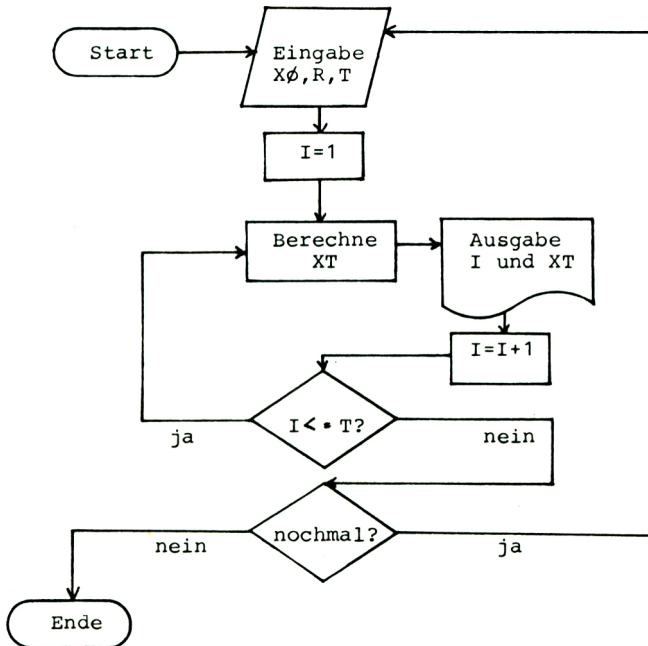 Start
Eingabe
XØ,R,T
I=1
Berechne
XT
Ausgabe
I und XT
I=I+1
I<= T?
ja
nein
nochmal?
nein
ja
Ende